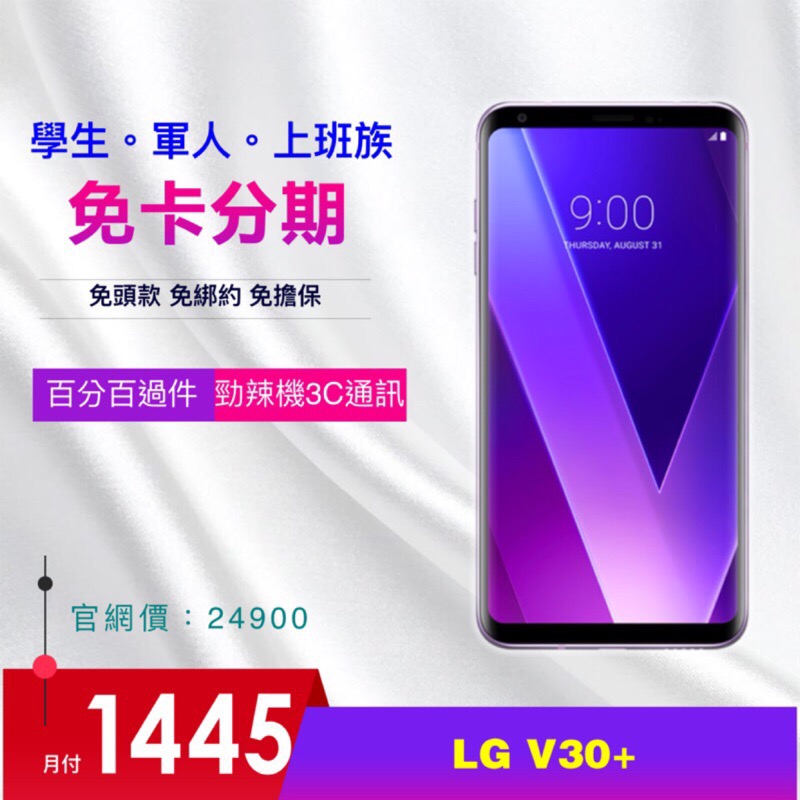 學生。軍人。上班族
免卡分期
免頭款 免綁約 免擔保
百分百過件 勁辣機3C通訊
9:00
THURSDAY, AUGUST 31
官網價：24900
月付 1445
LG V30+